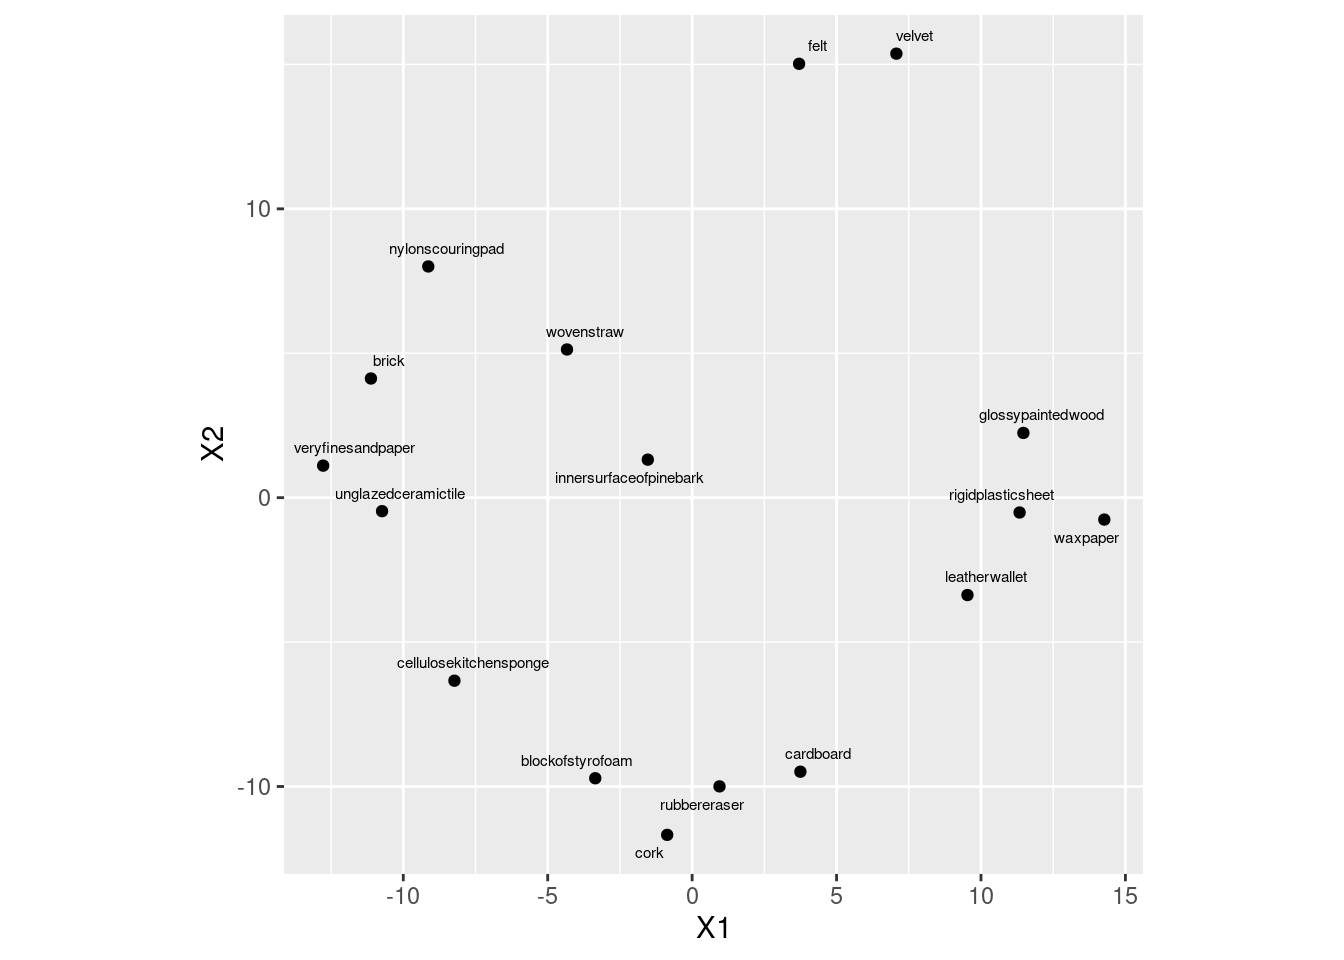 velvet
felt
10
nylonscouringpad
wovenstraw
brick
glossypaintedwood
X2
veryfinesandpaper
innersurfaceofpinebark
0
unglazedceramictile
rigidplasticsheet
waxpaper
leatherwallet
cellulosekitchensponge
cardboard
blockofstyrofoam
-10
rubbereraser
cork
-10 -5 0 5 10 15
X1